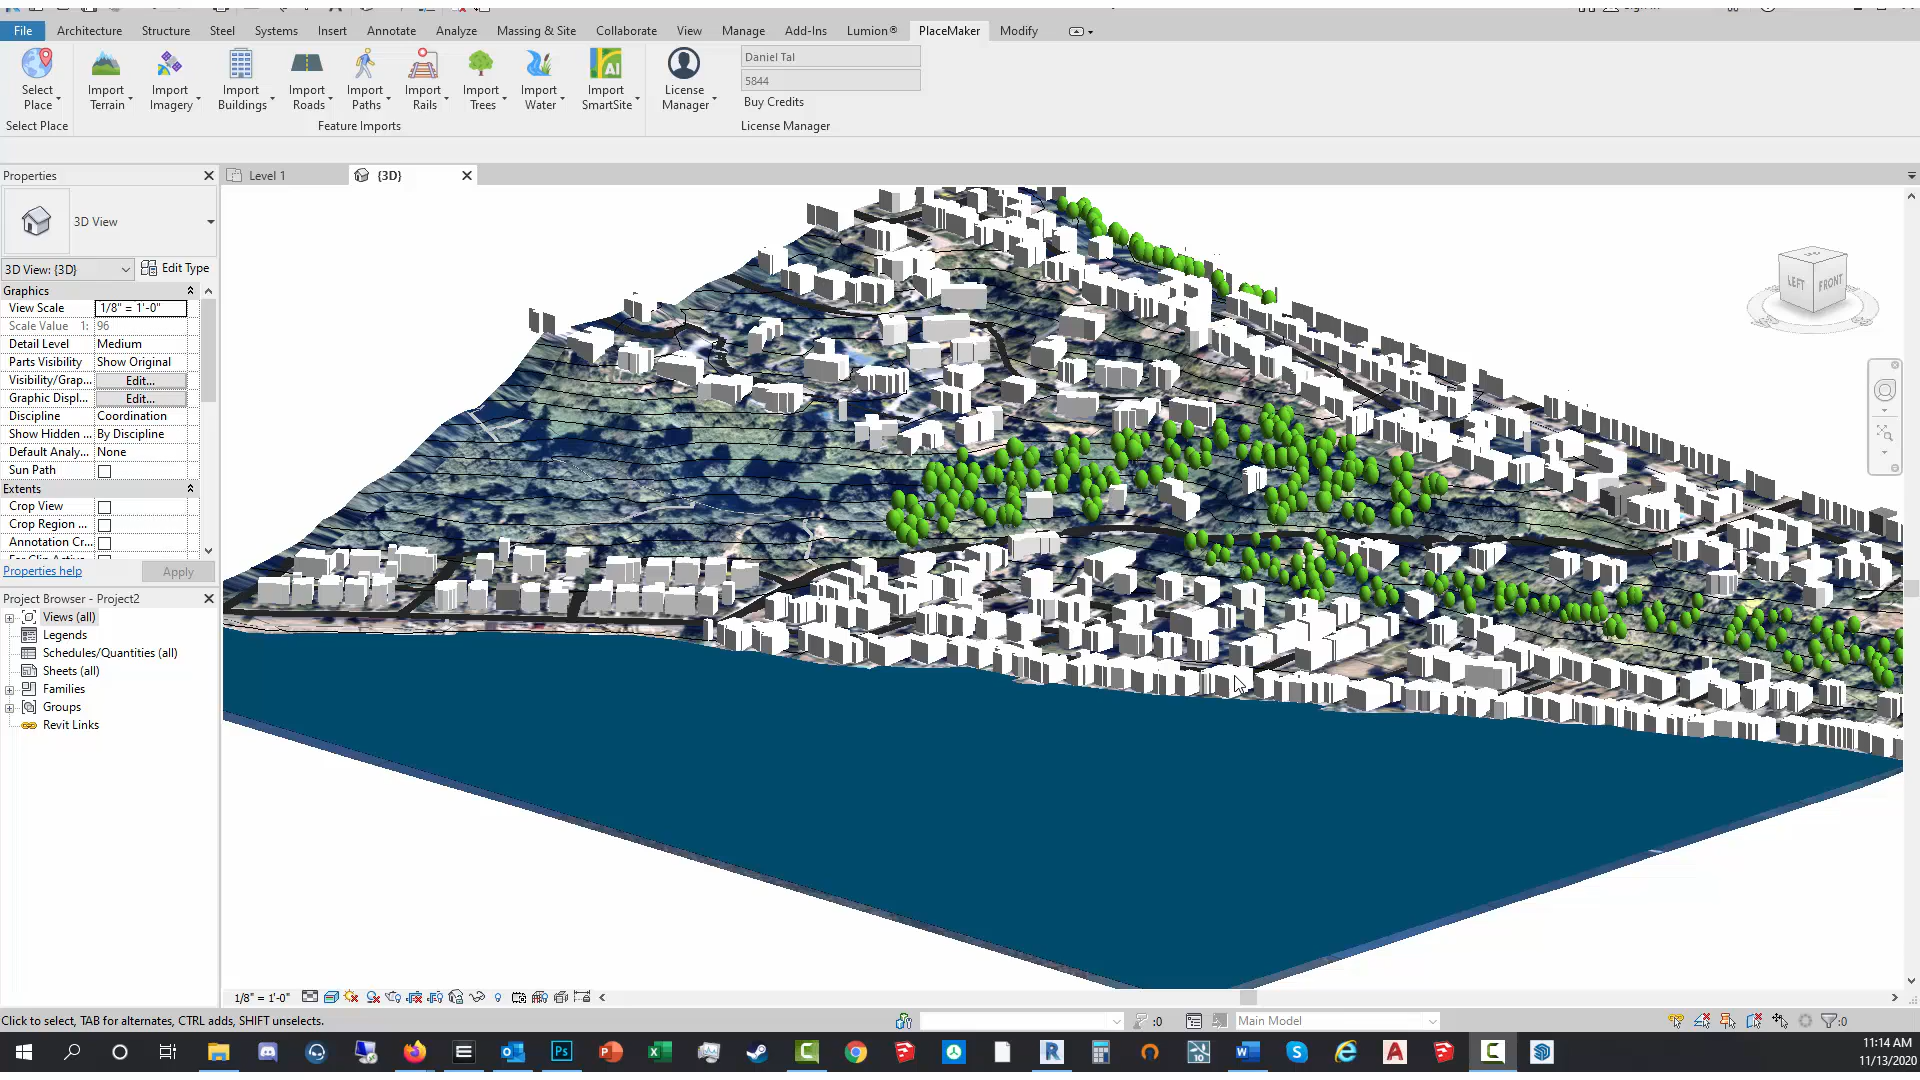 File Architecture Structure Steel Systems Insert Annotate Analyze Massing & Site Collaborate View Manage Add-Ins Lumion® PlaceMaker Modify
Select Place
Import Terrain
Import Imagery
Import Buildings
Import Roads
Import Paths
Import Rails
Import Trees
Import Water
AI
Import SmartSite
License Manager
Daniel Tal
5844
Buy Credits
Select Place Feature Imports License Manager
Properties
Level 1
{3D}
3D View
3D View: {3D} Edit Type
Graphics
View Scale 1/8" = 1'-0"
Scale Value 1: 96
Detail Level Medium
Parts Visibility Show Original
Visibility/Grap... Edit...
Graphic Displ... Edit...
Discipline Coordination
Show Hidden ... By Discipline
Default Analy... None
Sun Path
Extents
Crop View
Crop Region ...
Annotation Cr...
Properties help Apply
Project Browser - Project2
Views (all)
Legends
Schedules/Quantities (all)
Sheets (all)
Families
Groups
Revit Links
LEFT FRONT
1/8" = 1'-0"
Click to select, TAB for alternates, CTRL adds, SHIFT unselects.
:0
Main Model
:0
11:14 AM
11/13/2020